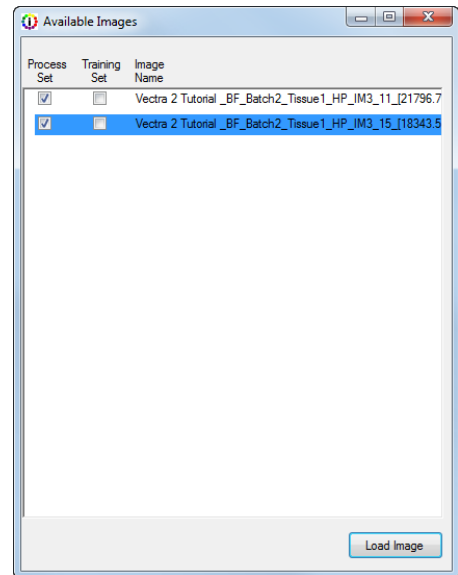 Available Images
Process Training Image
Set Set Name
Vectra 2 Tutorial _BF_Batch2_Tissue1_HP_IM3_11_[21796.7
Vectra 2 Tutorial _BF_Batch2_Tissue1_HP_IM3_15_[18343.5
Load Image